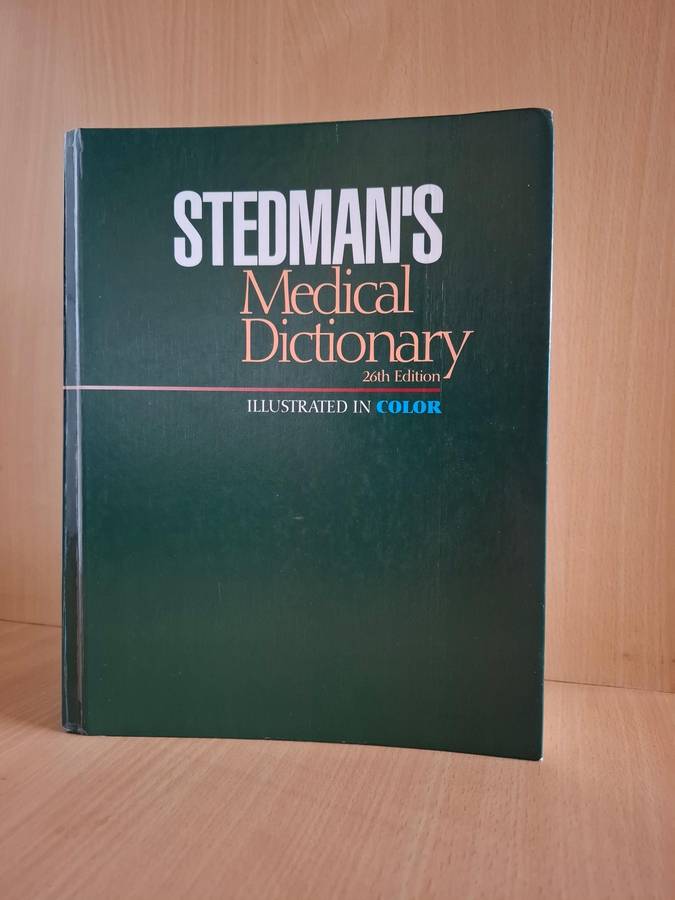 STEDMAN'S
Medical
Dictionary
26th Edition
ILLUSTRATED IN COLOR